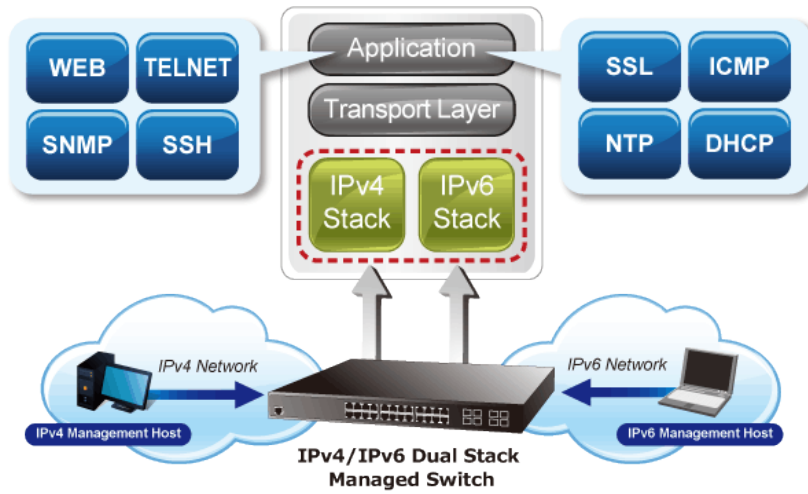 WEB
TELNET
SNMP
SSH
Application
Transport Layer
IPv4
Stack
IPv6
Stack
SSL
ICMP
NTP
DHCP
IPv4 Network
IPv4 Management Host
IPv6 Network
IPv6 Management Host
IPv4/IPv6 Dual Stack
Managed Switch